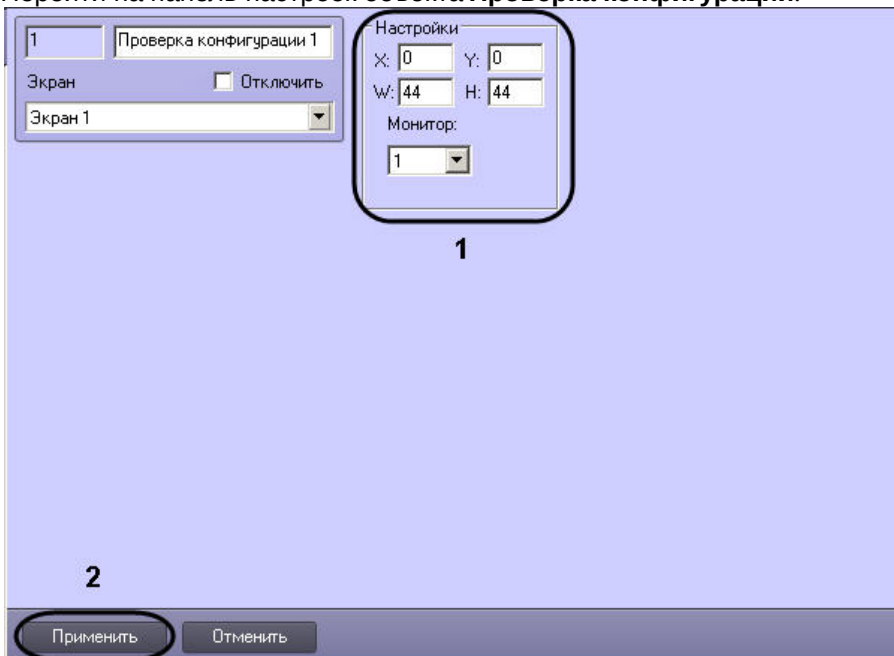 Перейти на панель настроек объекта Проверка конфигурации.
1 Проверка конфигурации 1
Экран Отключить
Экран 1
Настройки
X: 0 Y: 0
W: 44 H: 44
Монитор:
1
1
2
Применить Отменить